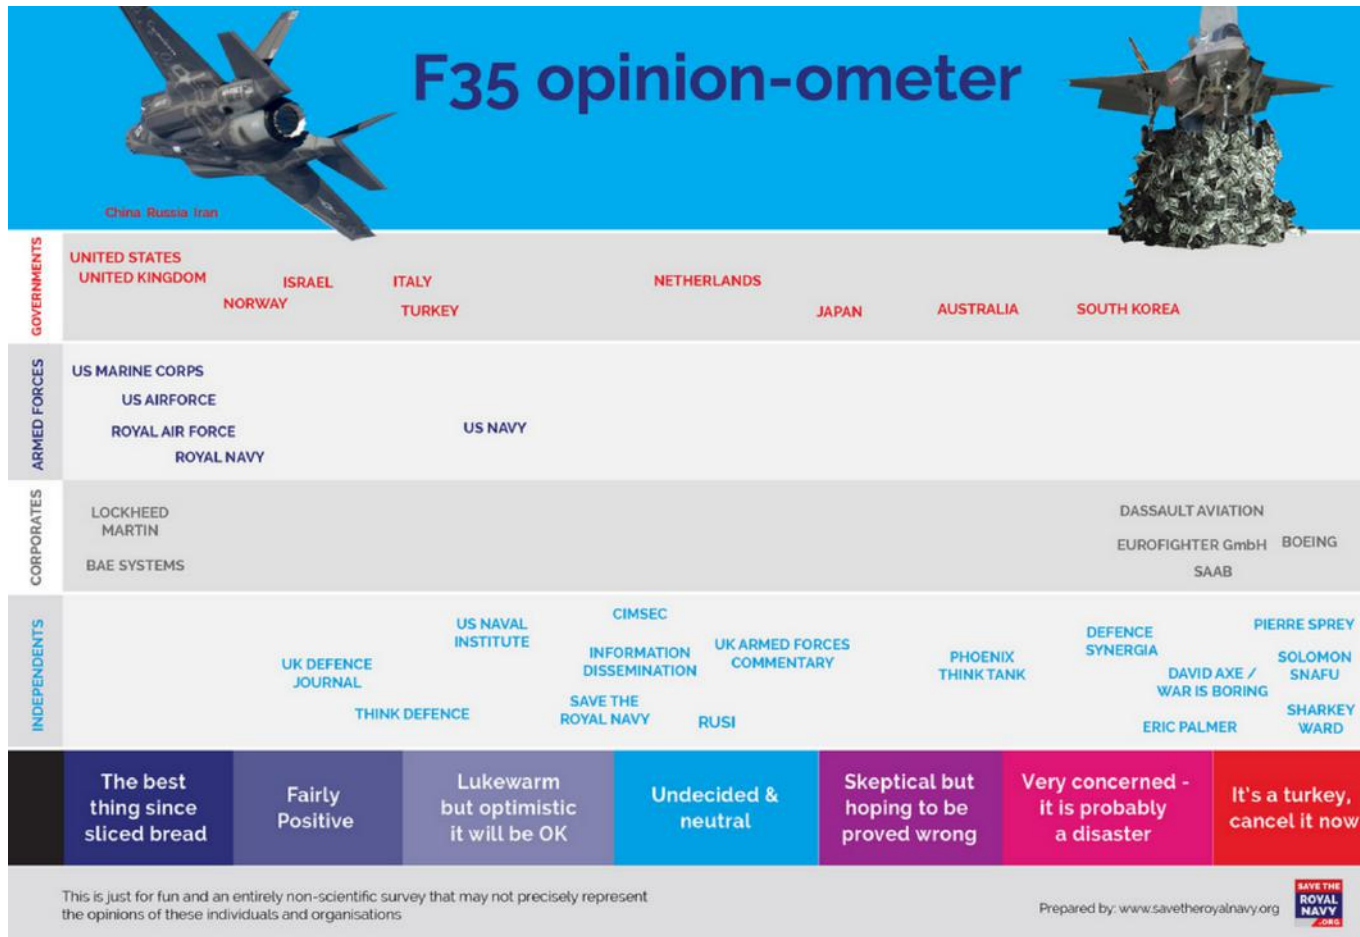 F35 opinion-ometer
China Russia Iran
GOVERNMENTS
UNITED STATES
UNITED KINGDOM
NORWAY
ISRAEL
ITALY
TURKEY
NETHERLANDS
JAPAN
AUSTRALIA
SOUTH KOREA
ARMED FORCES
US MARINE CORPS
US AIRFORCE
ROYAL AIR FORCE
ROYAL NAVY
US NAVY
CORPORATES
LOCKHEED
MARTIN
BAE SYSTEMS
DASSAULT AVIATION
EUROFIGHTER GmbH
BOEING
SAAB
INDEPENDENTS
UK DEFENCE
JOURNAL
THINK DEFENCE
US NAVAL
INSTITUTE
CIMSEC
INFORMATION
DISSEMINATION
SAVE THE
ROYAL NAVY
UK ARMED FORCES
COMMENTARY
RUSI
PHOENIX
THINK TANK
DEFENCE
SYNERGIA
DAVID AXE /
WAR IS BORING
ERIC PALMER
PIERRE SPREY
SOLOMON
SNAFU
SHARKEY
WARD
The best
thing since
sliced bread
Fairly
Positive
Lukewarm
but optimistic
it will be OK
Undecided &
neutral
Skeptical but
hoping to be
proved wrong
Very concerned -
it is probably
a disaster
It's a turkey,
cancel it now
This is just for fun and an entirely non-scientific survey that may not precisely represent
the opinions of these individuals and organisations
Prepared by: www.savetheroyalnavy.org
SAVE THE
ROYAL
NAVY
.ORG